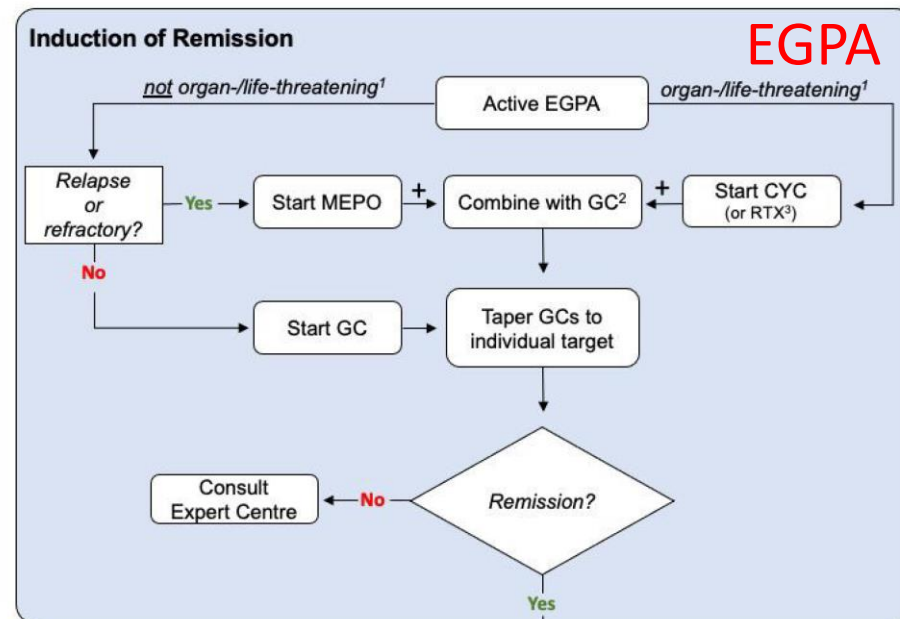 Induction of Remission
EGPA
not organ-/life-threatening¹
Active EGPA
organ-/life-threatening¹
Relapse
or
refractory?
Yes
Start MEPO
+
Combine with GC²
+
Start CYC
(or RTX³)
No
Start GC
Taper GCs to
individual target
Remission?
No
Consult
Expert Centre
Yes